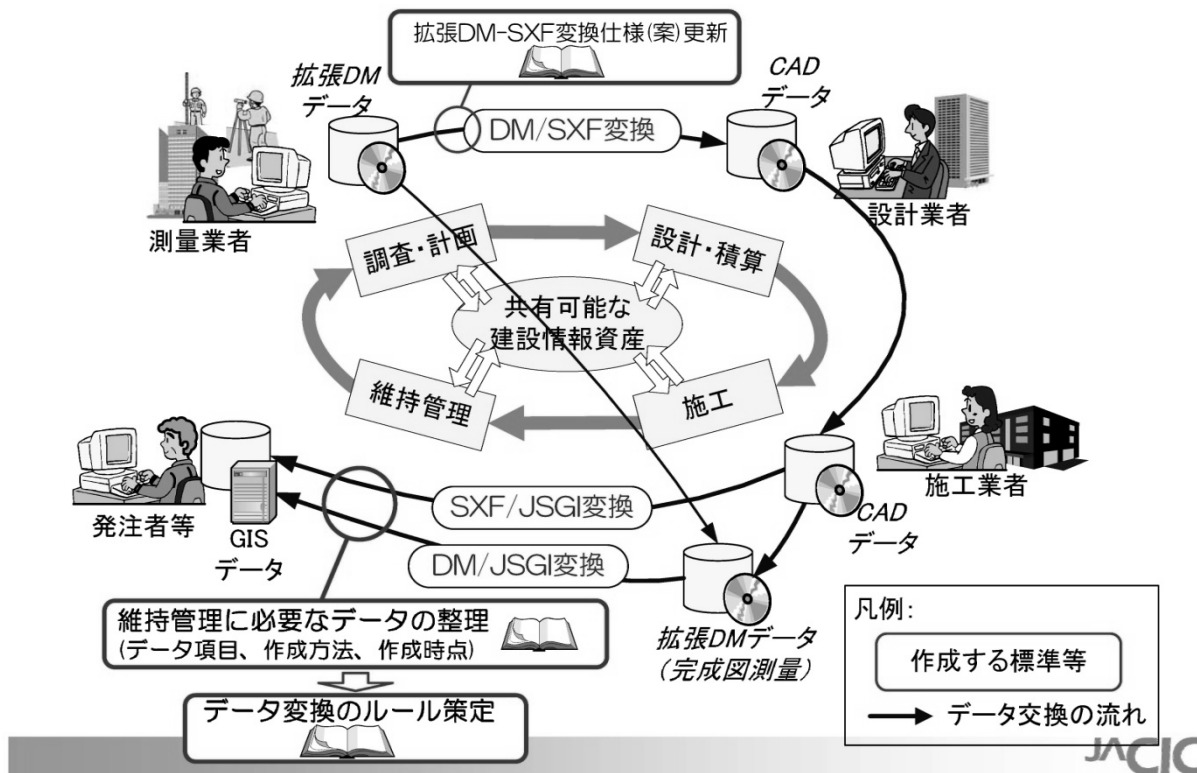 拡張DM-SXF変換仕様(案)更新
拡張DM
データ
CAD
データ
DM/SXF変換
測量業者
設計業者
調査・計画
設計・積算
共有可能な
建設情報資産
維持管理
施工
発注者等
GIS
データ
SXF/JSGI変換
DM/JSGI変換
CAD
データ
施工業者
拡張DMデータ
(完成図測量)
維持管理に必要なデータの整理
(データ項目、作成方法、作成時点)
データ変換のルール策定
凡例:
作成する標準等
データ交換の流れ
JACIC